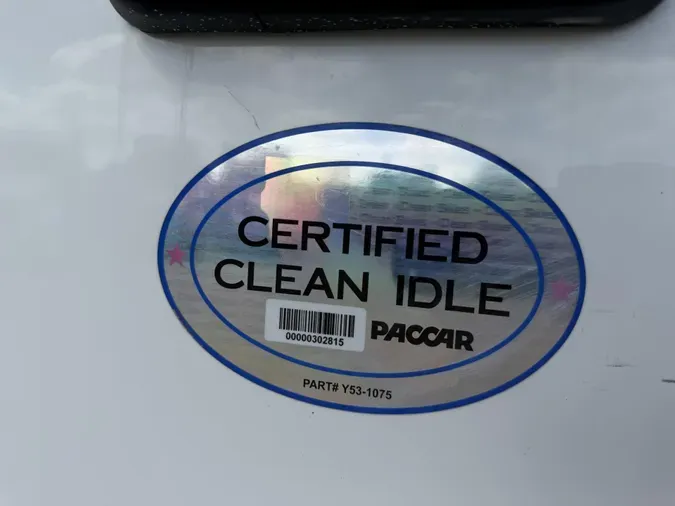 CERTIFIED
CLEAN IDLE
00000302815
PACCAR
PART# Y53-1075